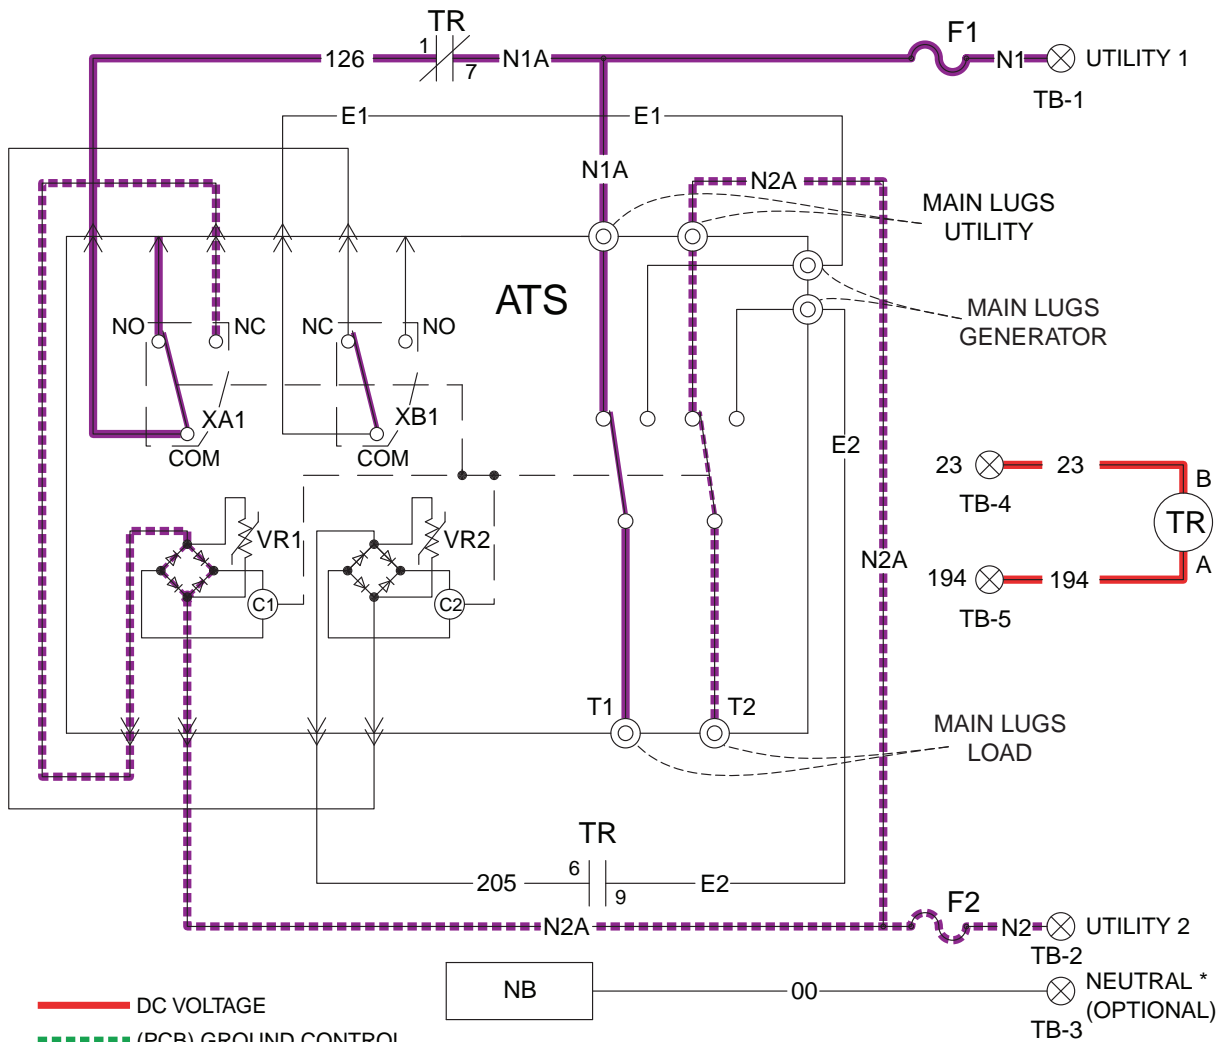 TR
F1
126
1
7
N1A
N1
UTILITY 1
TB-1
E1
E1
N1A
N2A
MAIN LUGS
UTILITY
ATS
MAIN LUGS
GENERATOR
NO
NC
NC
NO
XA1
XB1
COM
COM
E2
23
23
B
TB-4
TR
VR1
VR2
N2A
A
194
194
C1
C2
TB-5
T1
T2
MAIN LUGS
LOAD
TR
6
205
9
E2
F2
N2A
N2
UTILITY 2
TB-2
NB
00
NEUTRAL *
(OPTIONAL)
TB-3
DC VOLTAGE
(PCB) GROUND CONTROL